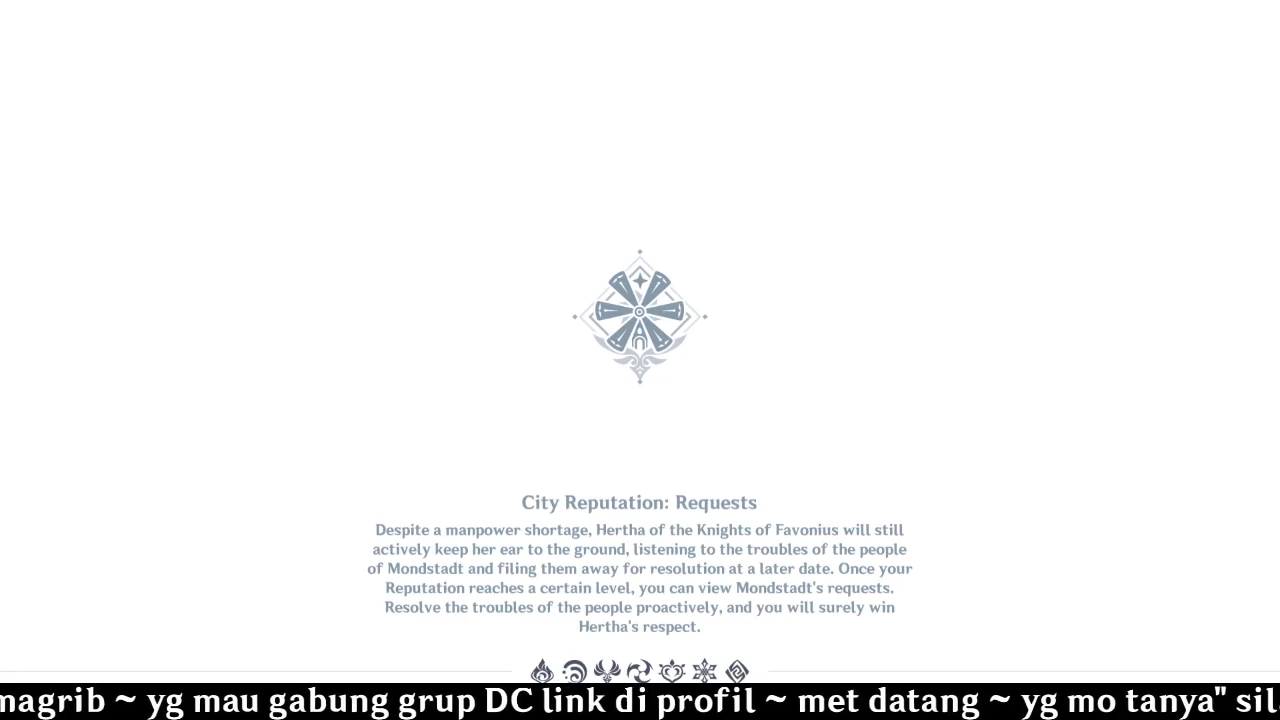 City Reputation: Requests
Despite a manpower shortage, Hertha of the Knights of Favonius will still
actively keep her ear to the ground, listening to the troubles of the people
of Mondstadt and filing them away for resolution at a later date. Once your
Reputation reaches a certain level, you can view Mondstadt's requests.
Resolve the troubles of the people proactively, and you will surely win
Hertha's respect.
magrib ~ yg mau gabung grup DC link di profil ~ met datang ~ yg mo tanya" sil